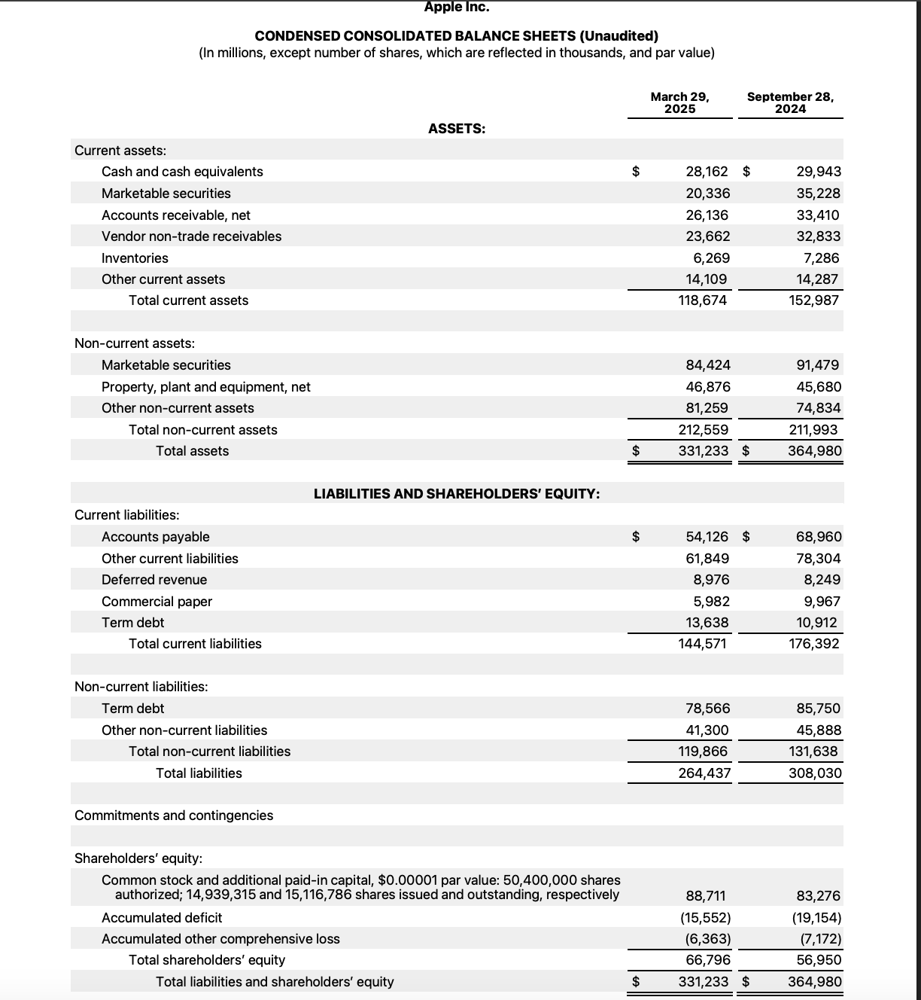 Apple Inc.
CONDENSED CONSOLIDATED BALANCE SHEETS (Unaudited)
(In millions, except number of shares, which are reflected in thousands, and par value)
March 29, 2025 September 28, 2024
ASSETS:
Current assets:
Cash and cash equivalents $ 28,162 $ 29,943
Marketable securities 20,336 35,228
Accounts receivable, net 26,136 33,410
Vendor non-trade receivables 23,662 32,833
Inventories 6,269 7,286
Other current assets 14,109 14,287
Total current assets 118,674 152,987
Non-current assets:
Marketable securities 84,424 91,479
Property, plant and equipment, net 46,876 45,680
Other non-current assets 81,259 74,834
Total non-current assets 212,559 211,993
Total assets $ 331,233 $ 364,980
LIABILITIES AND SHAREHOLDERS’ EQUITY:
Current liabilities:
Accounts payable $ 54,126 $ 68,960
Other current liabilities 61,849 78,304
Deferred revenue 8,976 8,249
Commercial paper 5,982 9,967
Term debt 13,638 10,912
Total current liabilities 144,571 176,392
Non-current liabilities:
Term debt 78,566 85,750
Other non-current liabilities 41,300 45,888
Total non-current liabilities 119,866 131,638
Total liabilities 264,437 308,030
Commitments and contingencies
Shareholders’ equity:
Common stock and additional paid-in capital, $0.00001 par value: 50,400,000 shares
authorized; 14,939,315 and 15,116,786 shares issued and outstanding, respectively 88,711 83,276
Accumulated deficit (15,552) (19,154)
Accumulated other comprehensive loss (6,363) (7,172)
Total shareholders’ equity 66,796 56,950
Total liabilities and shareholders’ equity $ 331,233 $ 364,980